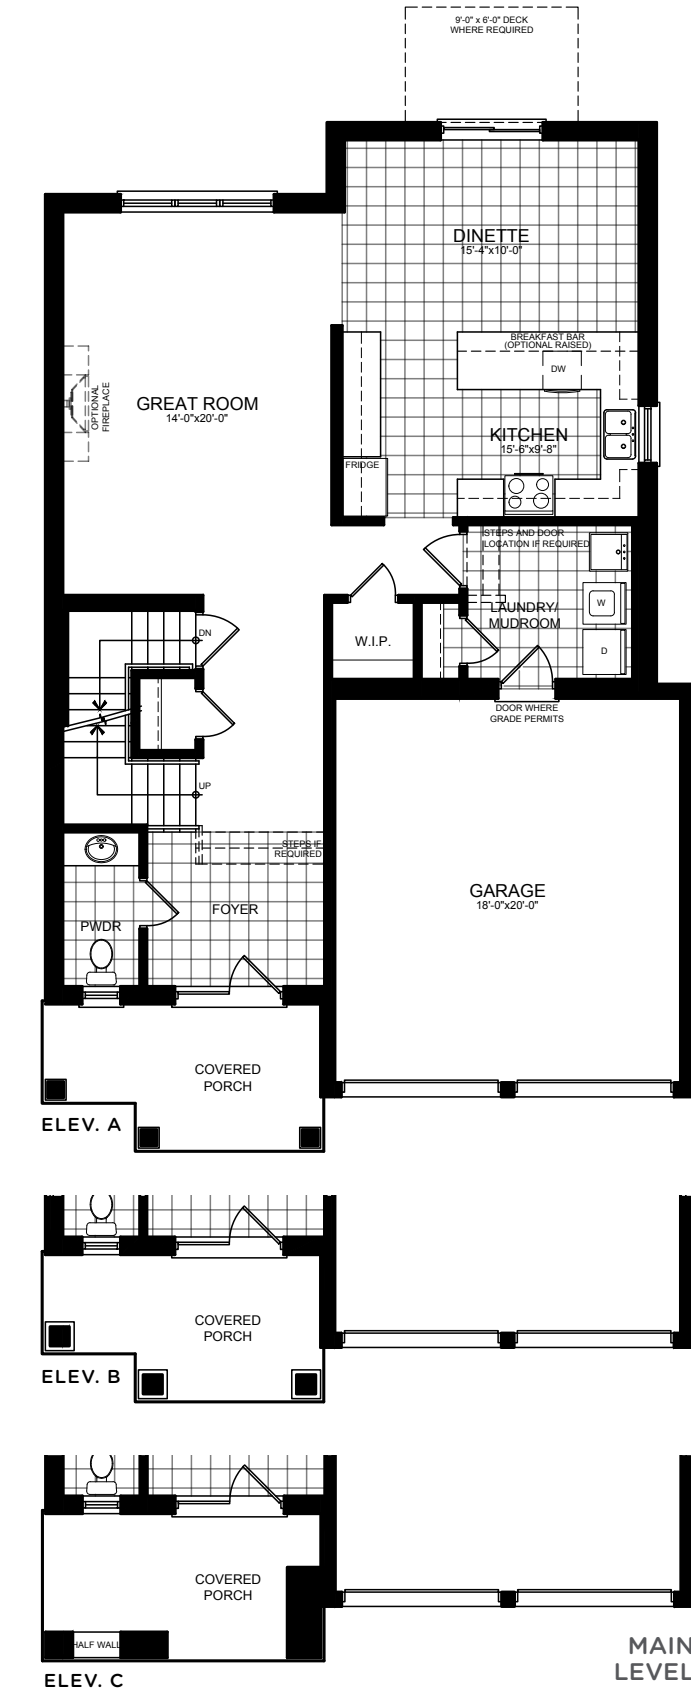 9'-0" x 6'-0" DECK
WHERE REQUIRED
DINETTE
15'-4"x10'-0"
BREAKFAST BAR
(OPTIONAL RAISED)
DW
OPTIONAL
FIREPLACE
GREAT ROOM
14'-0"x20'-0"
KITCHEN
15'-6"x9'-8"
FRIDGE
STEPS AND DOOR
LOCATION IF REQUIRED
W
LAUNDRY/
MUDROOM
DN
W.I.P.
D
DOOR WHERE
GRADE PERMITS
UP
STEPS IF
REQUIRED
GARAGE
18'-0"x20'-0"
FOYER
PWDR
COVERED
PORCH
ELEV. A
COVERED
PORCH
ELEV. B
COVERED
PORCH
HALF WALL
ELEV. C
MAIN
LEVEL